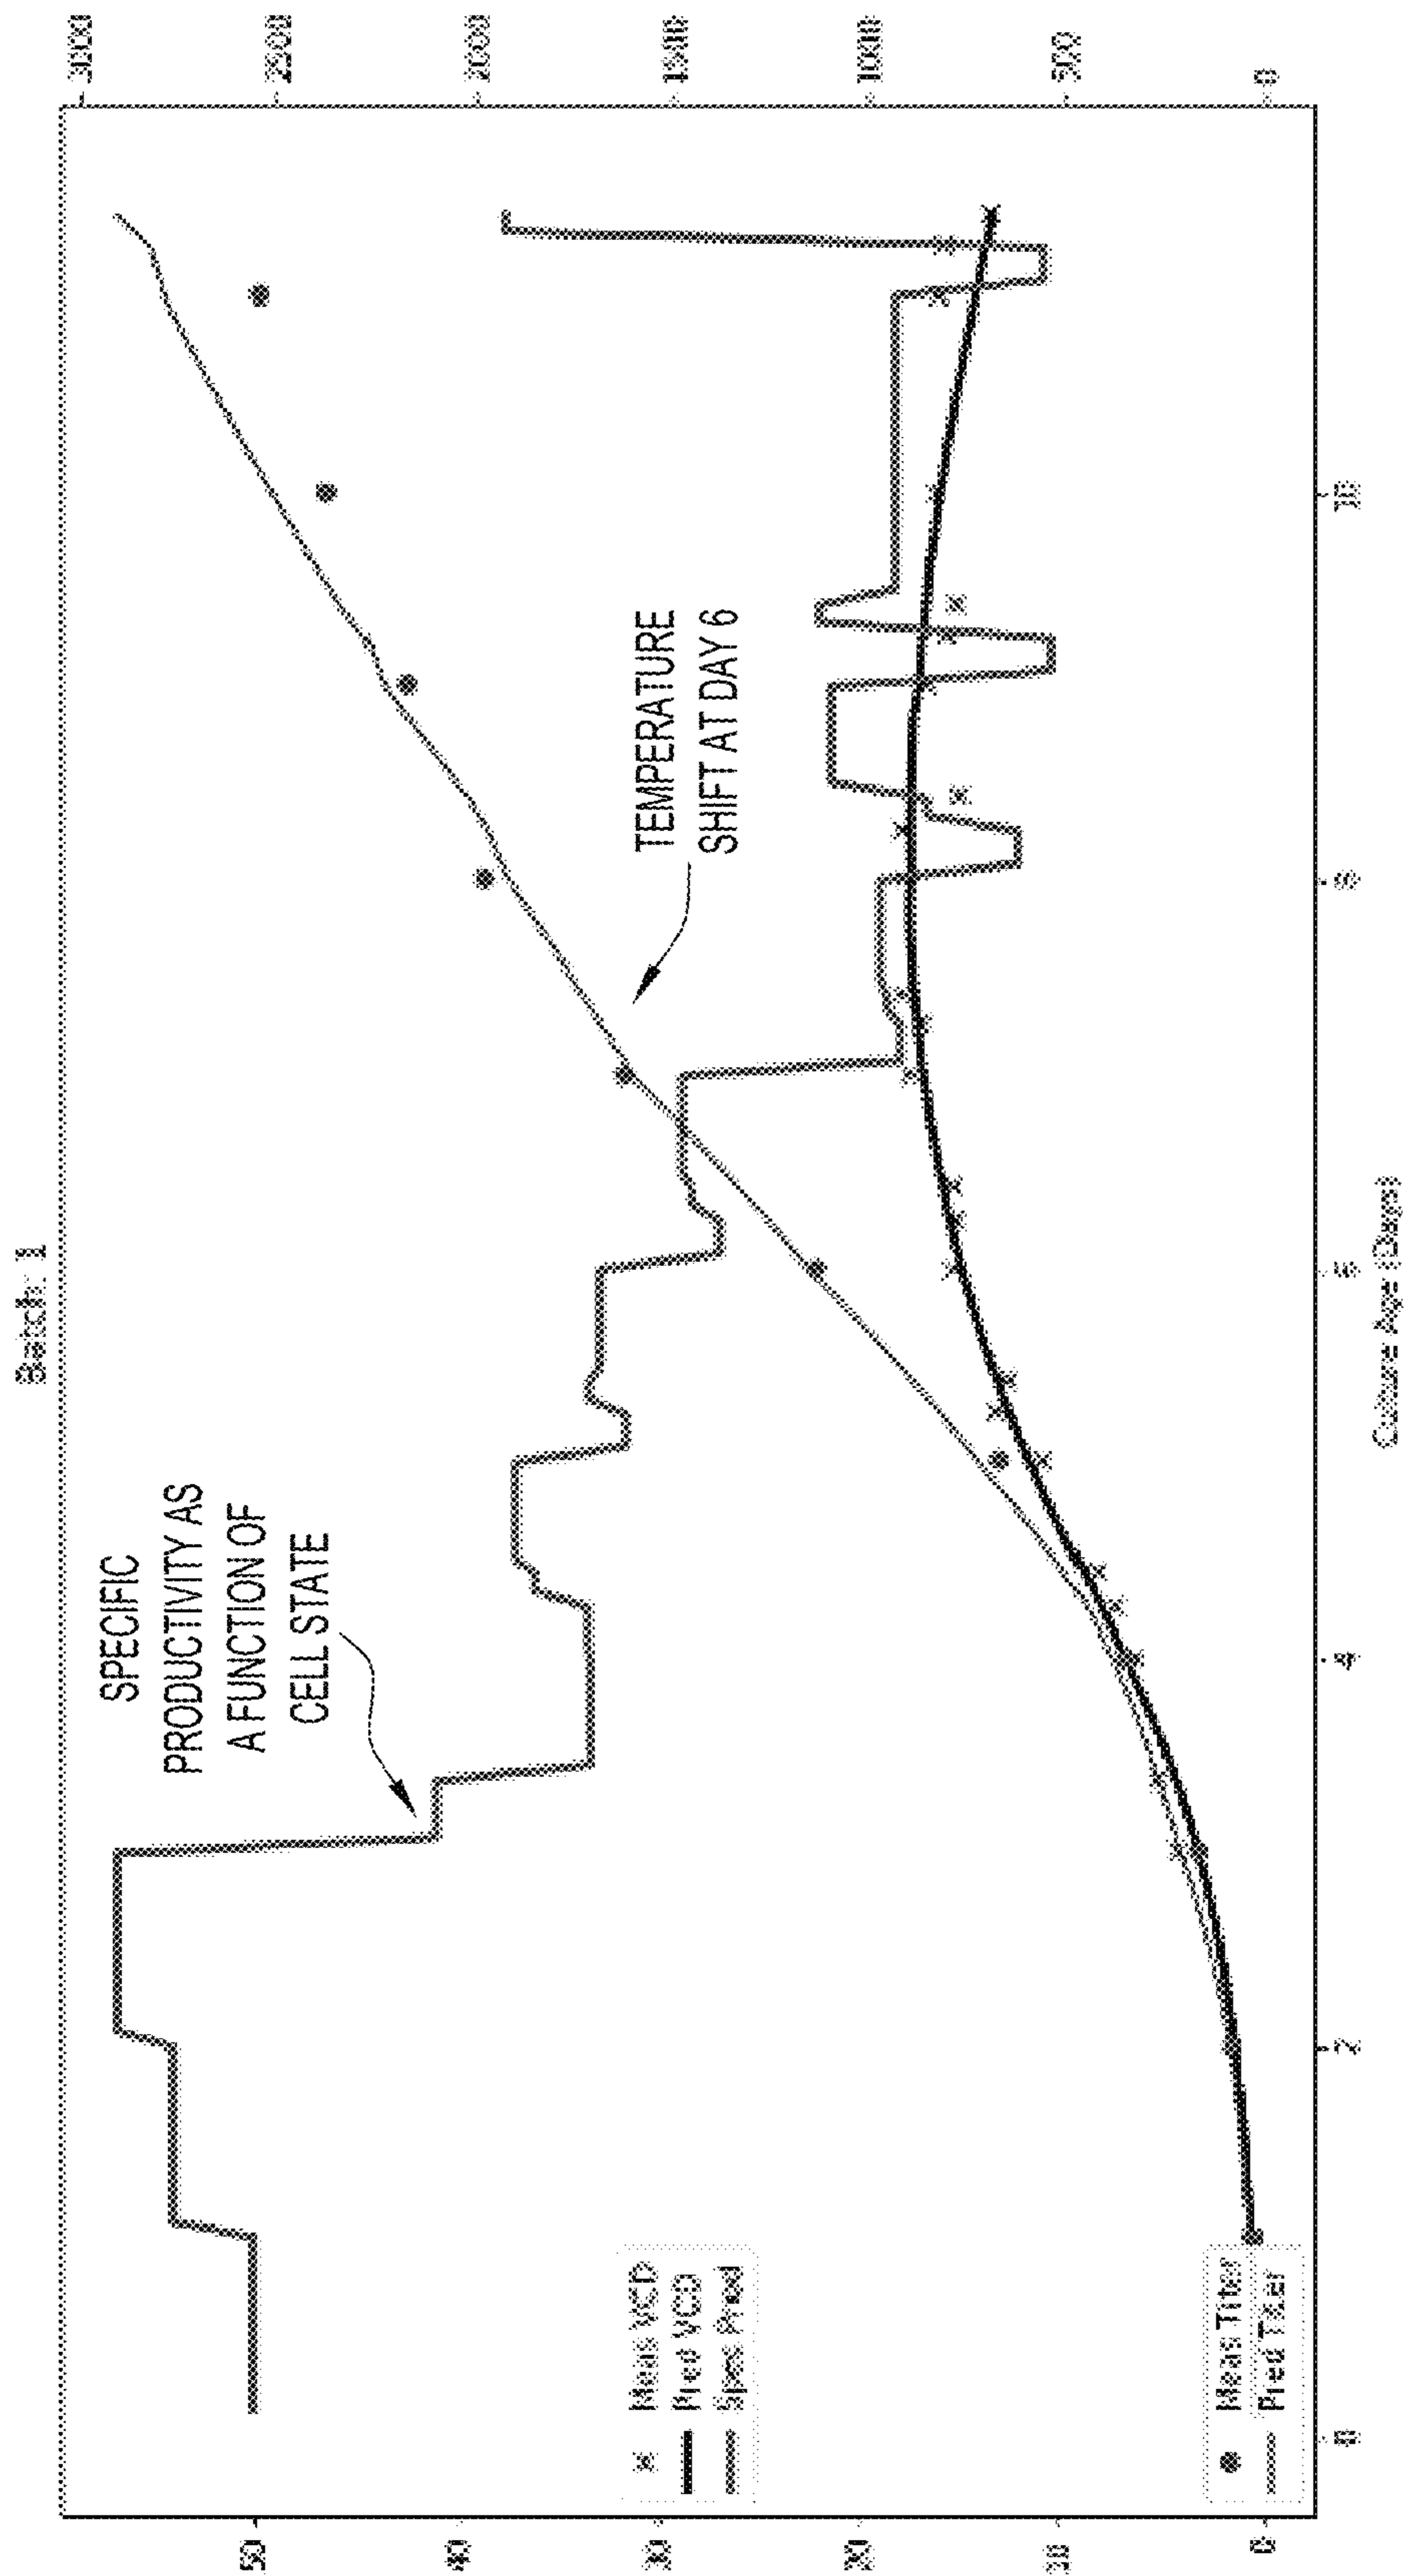 Batch: 1
SPECIFIC
PRODUCTIVITY AS
A FUNCTION OF
CELL STATE
TEMPERATURE
SHIFT AT DAY 6
Meas VCD
Pred VCD
Spec Prod
Meas Titer
Pred Titer
50
40
30
20
10
0
3000
2500
2000
1500
1000
500
0
0
2
4
6
8
10
Culture Age (Days)